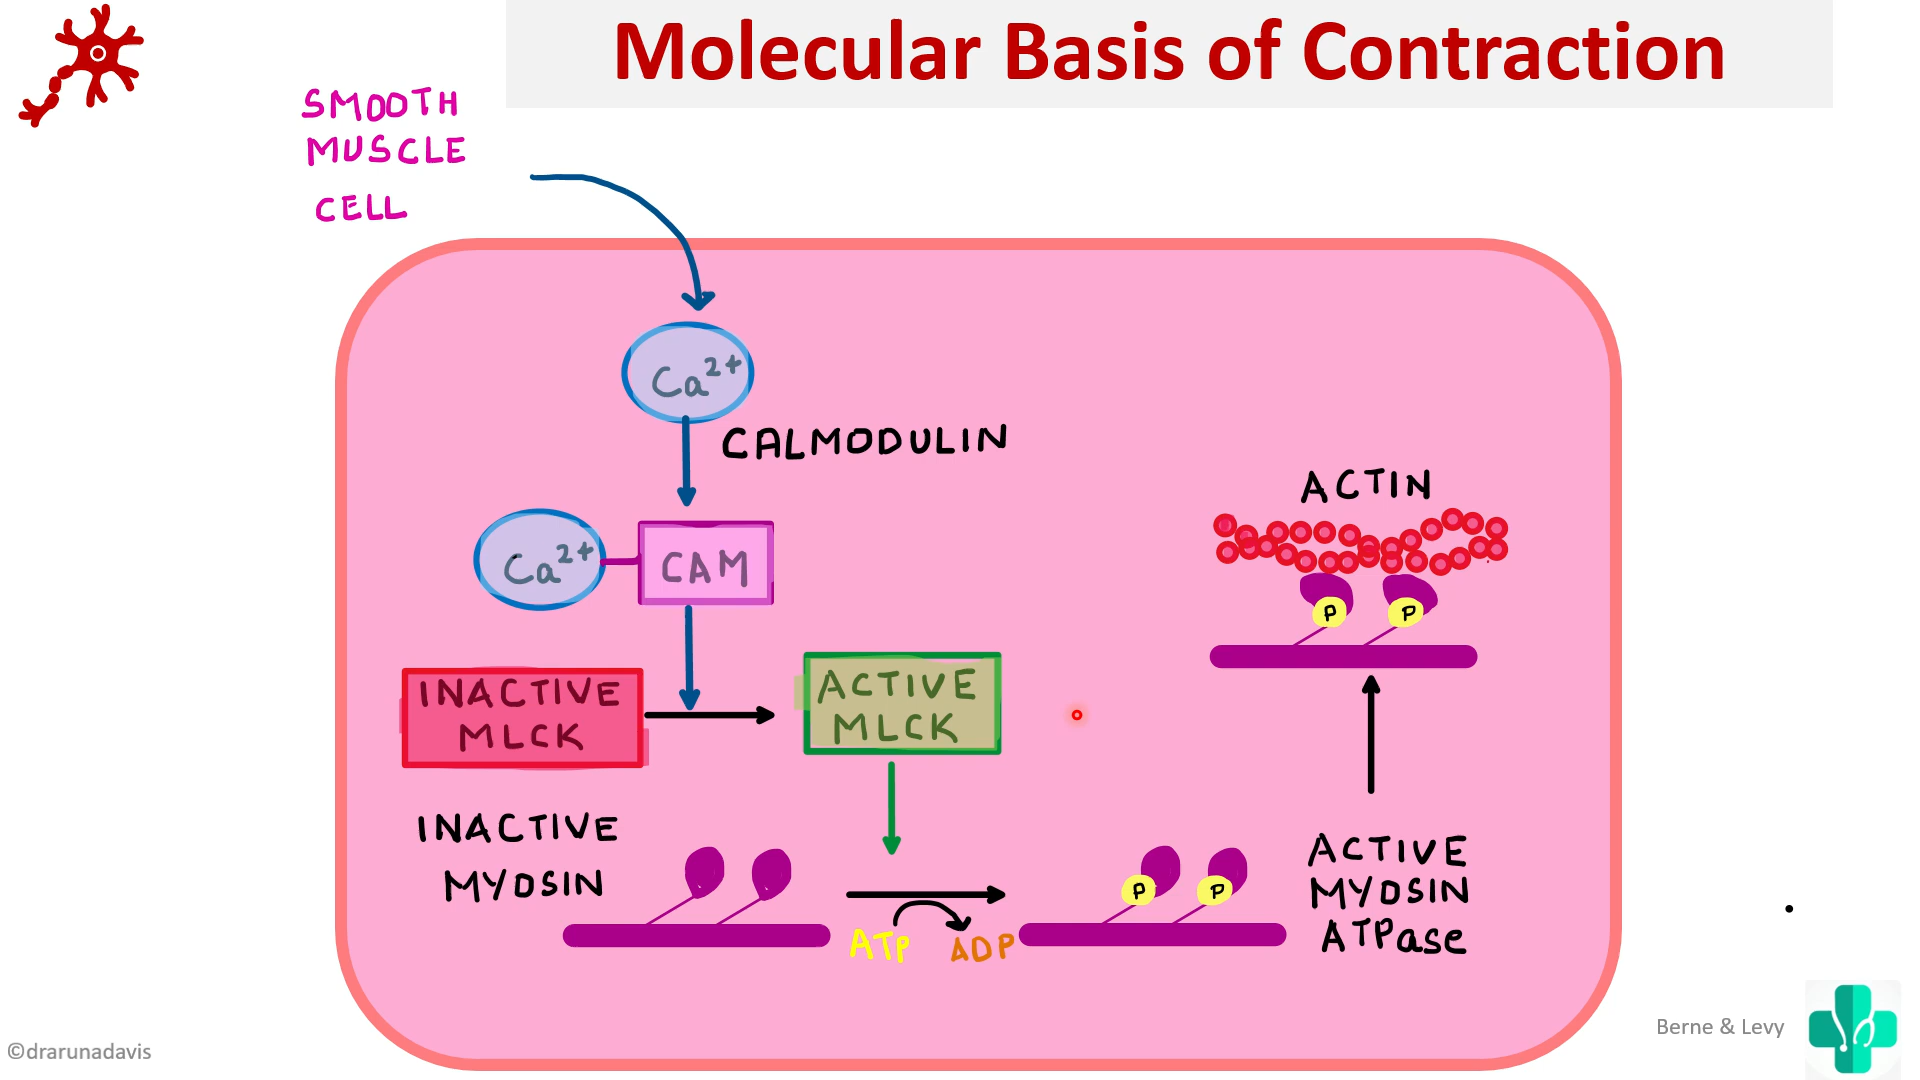 Molecular Basis of Contraction
SMOOTH
MUSCLE
CELL
Ca²⁺
CALMODULIN
Ca²⁺
CAM
INACTIVE
MLCK
ACTIVE
MLCK
ACTIN
P P
INACTIVE
MYOSIN
ATP ADP
P P
ACTIVE
MYOSIN
ATPase
Berne & Levy
©drarunadavis